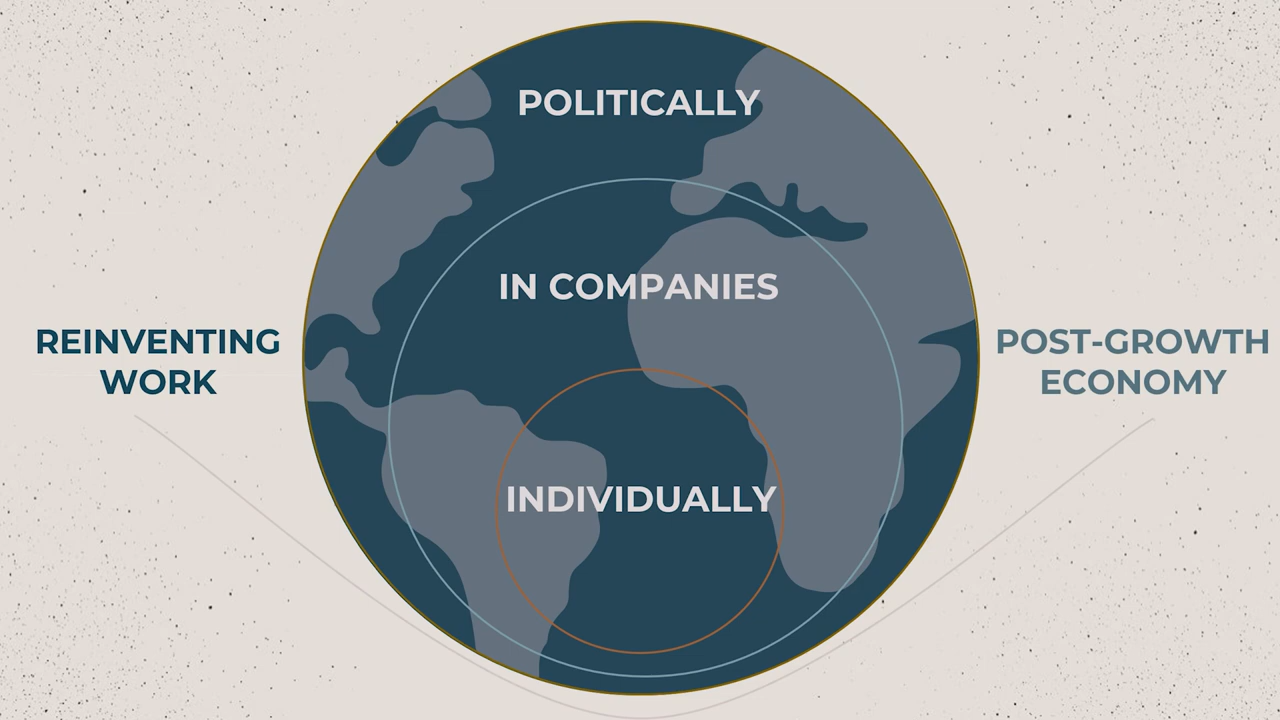 POLITICALLY
IN COMPANIES
REINVENTING
WORK
POST-GROWTH
ECONOMY
INDIVIDUALLY